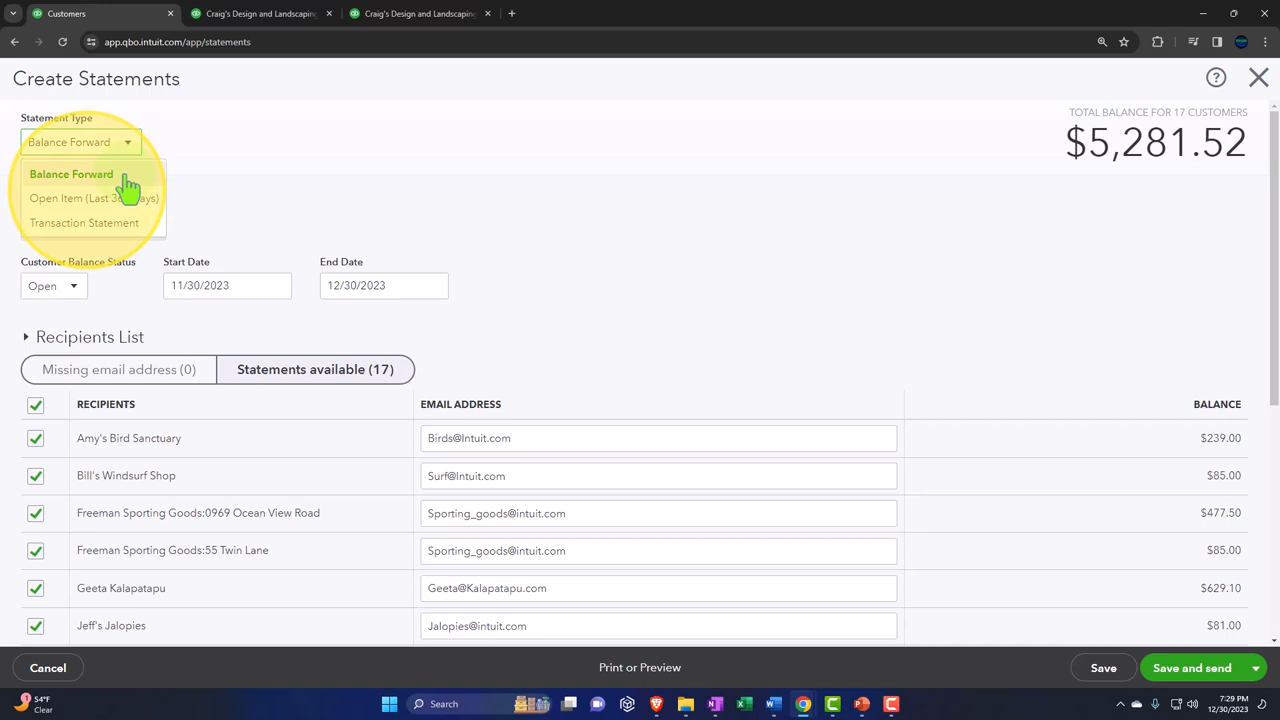 Customers
Craig's Design and Landscaping
Craig's Design and Landscaping
app.qbo.intuit.com/app/statements
Create Statements
Statement Type
TOTAL BALANCE FOR 17 CUSTOMERS
Balance Forward
$5,281.52
Balance Forward
Open Item (Last 36 ays)
Transaction Statement
Customer Balance Status
Start Date
End Date
Open
11/30/2023
12/30/2023
Recipients List
Missing email address (0)
Statements available (17)
RECIPIENTS
EMAIL ADDRESS
BALANCE
Amy's Bird Sanctuary
Birds@Intuit.com
$239.00
Bill's Windsurf Shop
Surf@Intuit.com
$85.00
Freeman Sporting Goods:0969 Ocean View Road
Sporting_goods@intuit.com
$477.50
Freeman Sporting Goods:55 Twin Lane
Sporting_goods@intuit.com
$85.00
Geeta Kalapatapu
Geeta@Kalapatapu.com
$629.10
Jeff's Jalopies
Jalopies@intuit.com
$81.00
Cancel
Print or Preview
Save
Save and send
54°F
Clear
Search
7:29 PM
12/30/2023